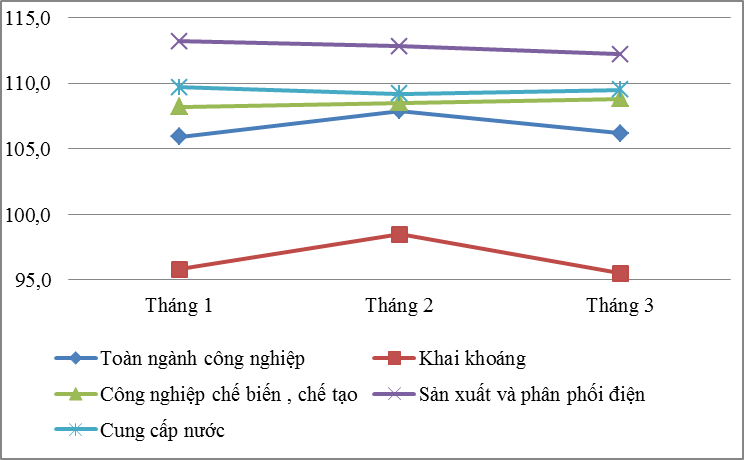 115,0
110,0
105,0
100,0
95,0
Tháng 1 Tháng 2 Tháng 3
Toàn ngành công nghiệp Khai khoáng
Công nghiệp chế biến , chế tạo Sản xuất và phân phối điện
Cung cấp nước